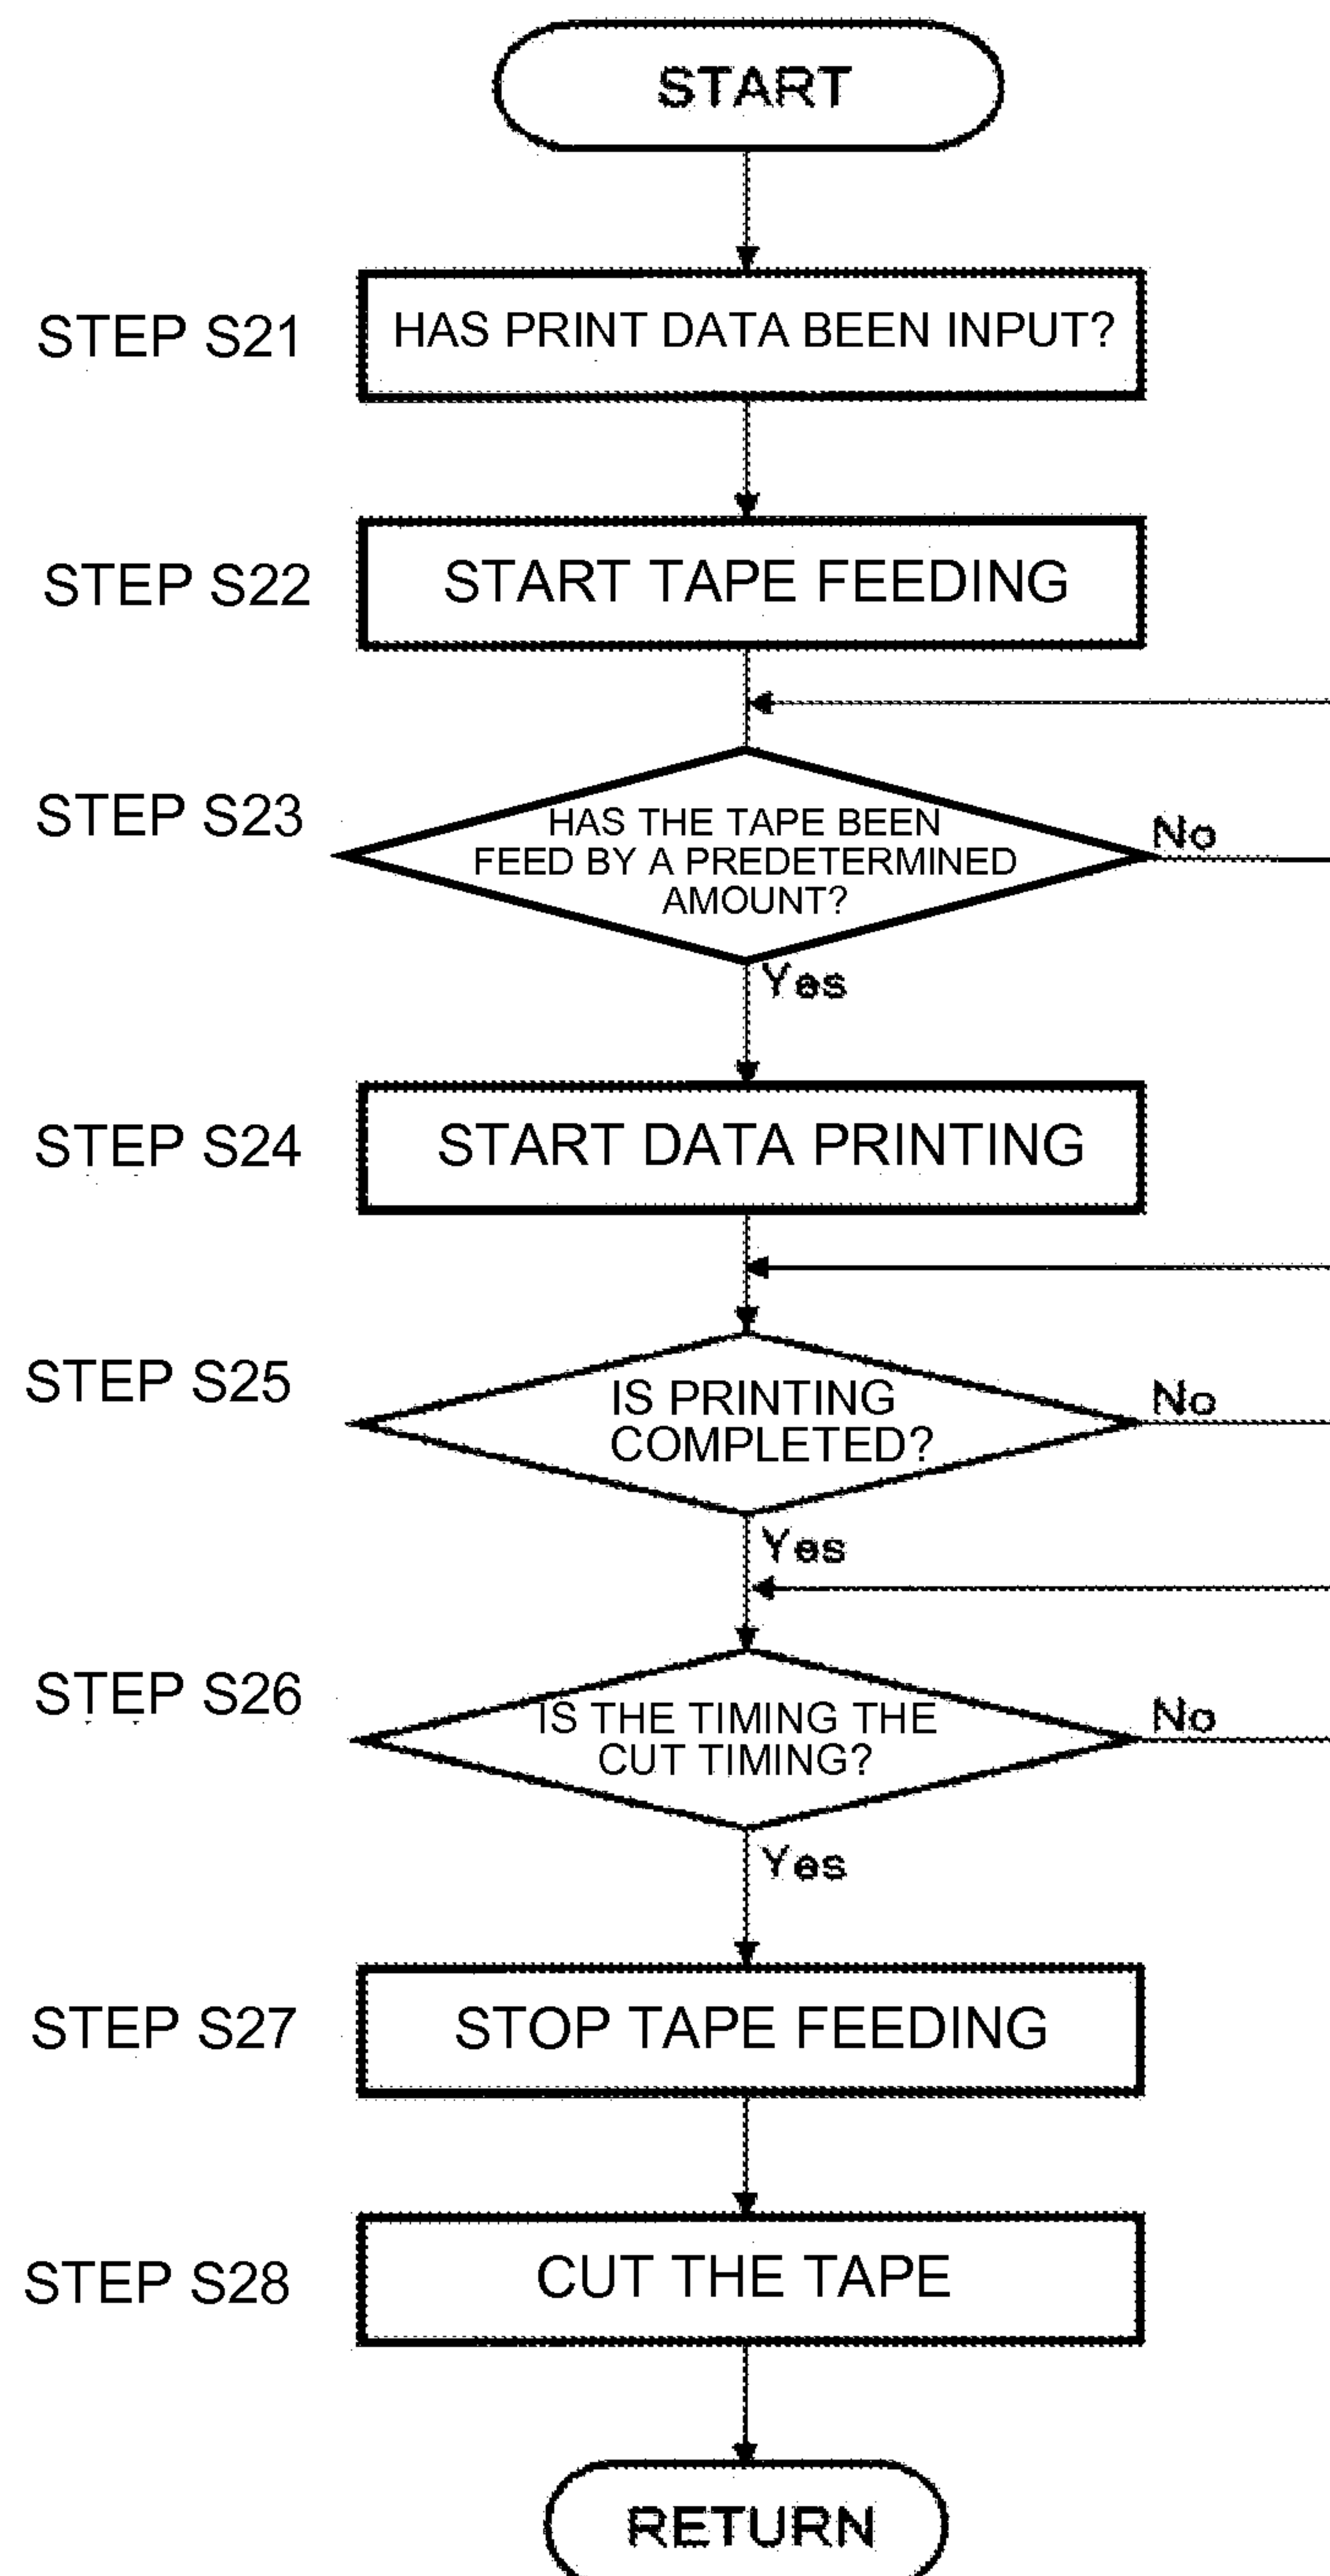 START
STEP S21
HAS PRINT DATA BEEN INPUT?
STEP S22
START TAPE FEEDING
STEP S23
HAS THE TAPE BEEN
FEED BY A PREDETERMINED
AMOUNT?
No
Yes
STEP S24
START DATA PRINTING
STEP S25
IS PRINTING
COMPLETED?
No
Yes
STEP S26
IS THE TIMING THE
CUT TIMING?
No
Yes
STEP S27
STOP TAPE FEEDING
STEP S28
CUT THE TAPE
RETURN